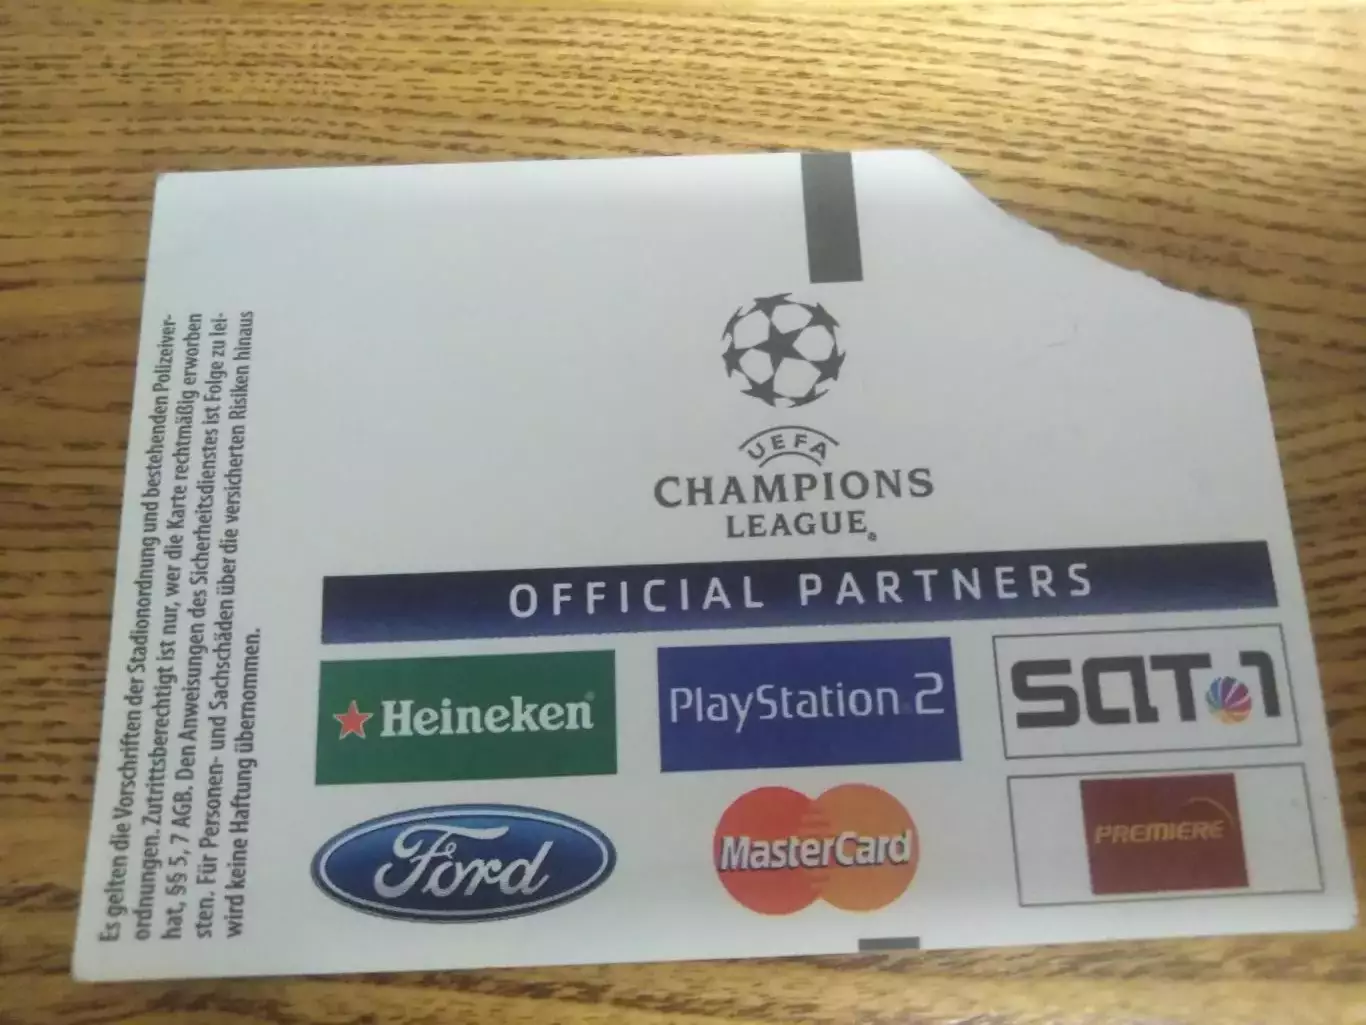 Es gelten die Vorschriften der Stadionordnung und bestehenden Polizeiver-
ordnungen. Zutrittsberechtigt ist nur, wer die Karte rechtmäßig erworben
hat, §§ 5, 7 AGB. Den Anweisungen des Sicherheitsdienstes ist Folge zu lei-
sten. Für Personen- und Sachschäden über die versicherten Risiken hinaus
wird keine Haftung übernommen.
UEFA
CHAMPIONS
LEAGUE®
OFFICIAL PARTNERS
Heineken®
PlayStation®2
SAT.1
Ford
MasterCard
PREMIERE